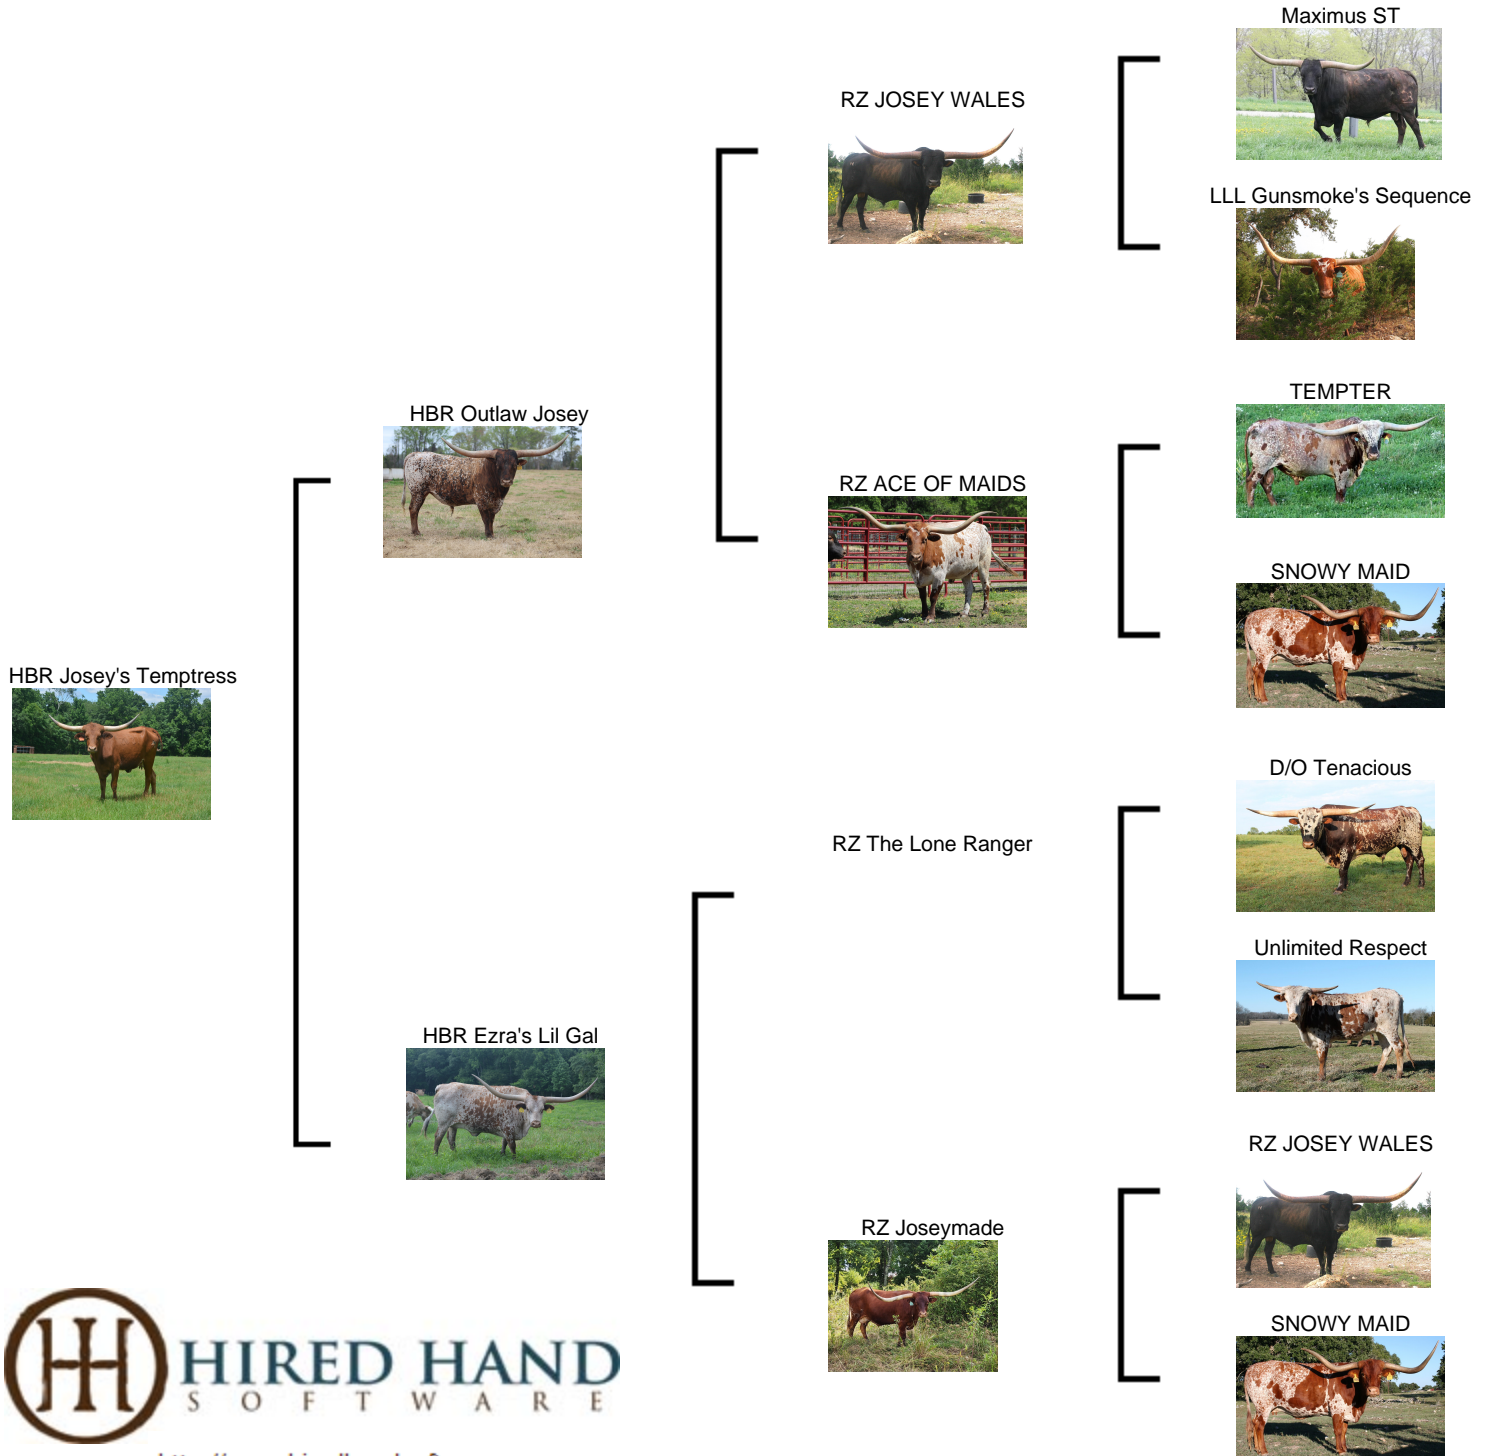 Maximus ST
RZ JOSEY WALES
LLL Gunsmoke's Sequence
TEMPTER
HBR Outlaw Josey
RZ ACE OF MAIDS
SNOWY MAID
HBR Josey's Temptress
D/O Tenacious
RZ The Lone Ranger
Unlimited Respect
HBR Ezra's Lil Gal
RZ JOSEY WALES
RZ Joseymade
SNOWY MAID
HIRED HAND
SOFTWARE